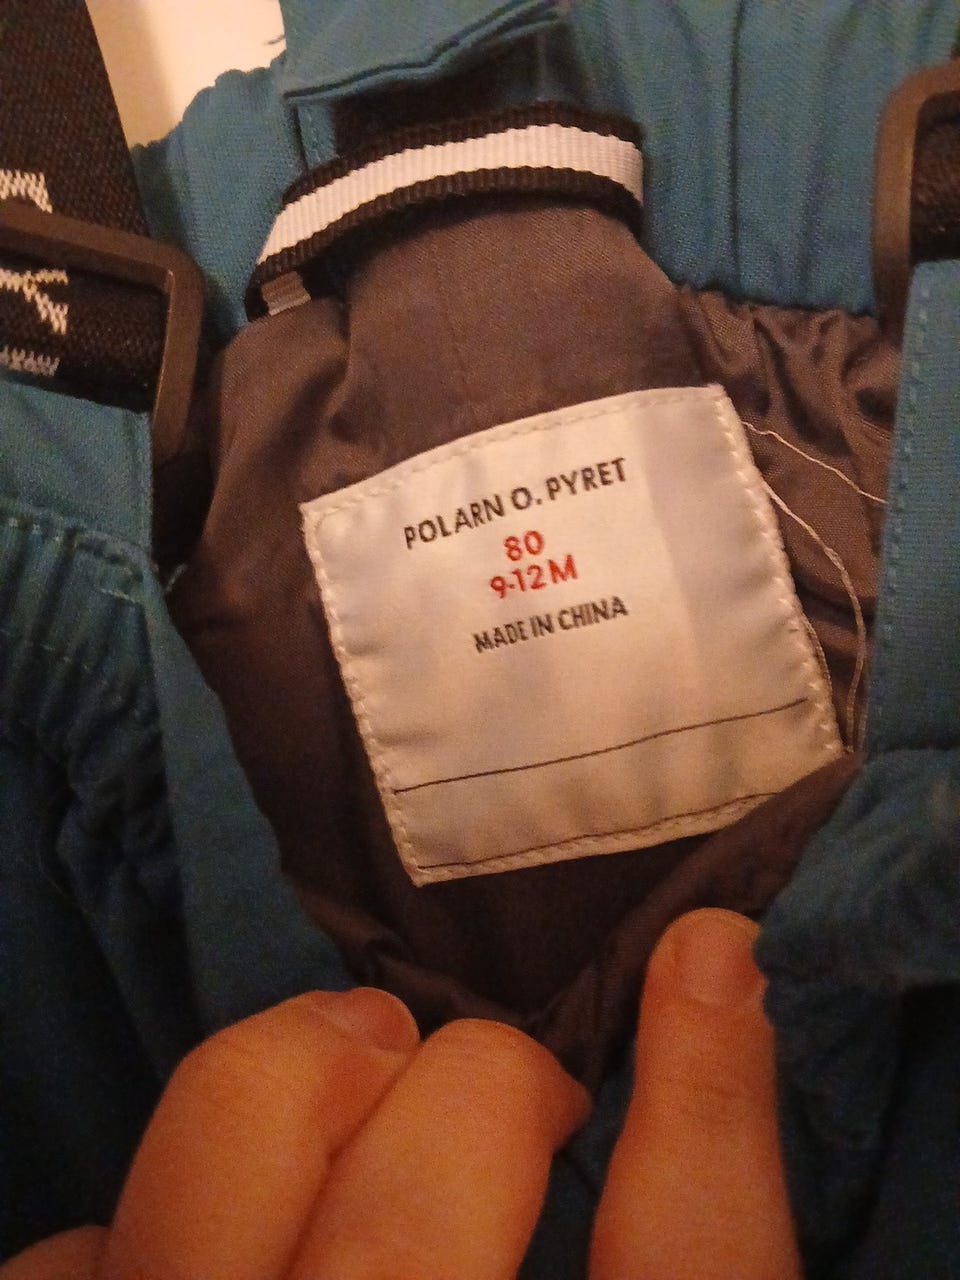 POLARN O. PYRET
80
9-12M
MADE IN CHINA